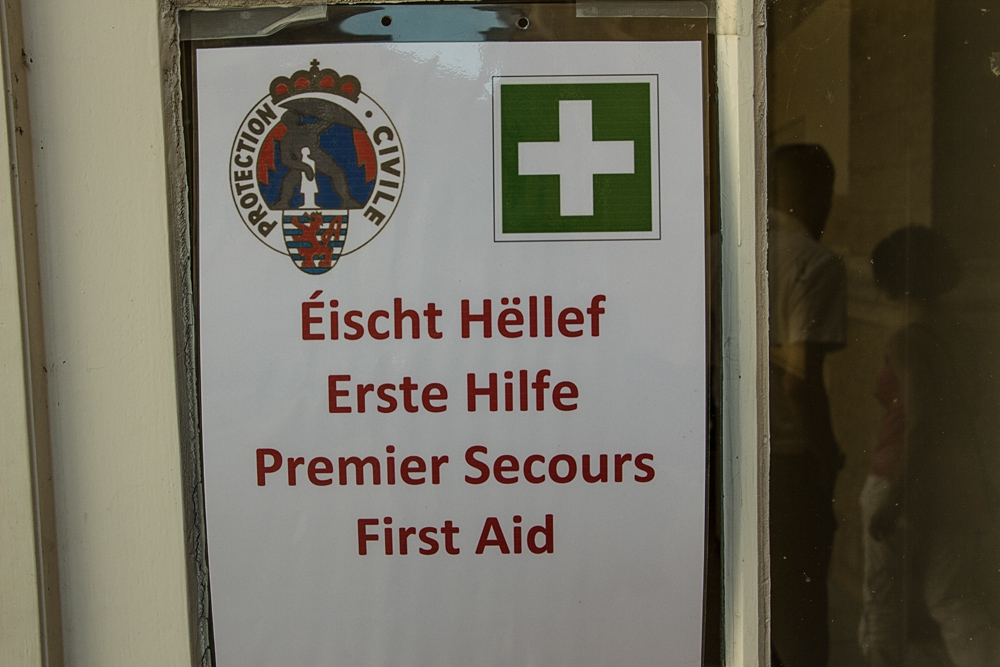 PROTECTION · CIVILE
Éischt Hëllef
Erste Hilfe
Premier Secours
First Aid